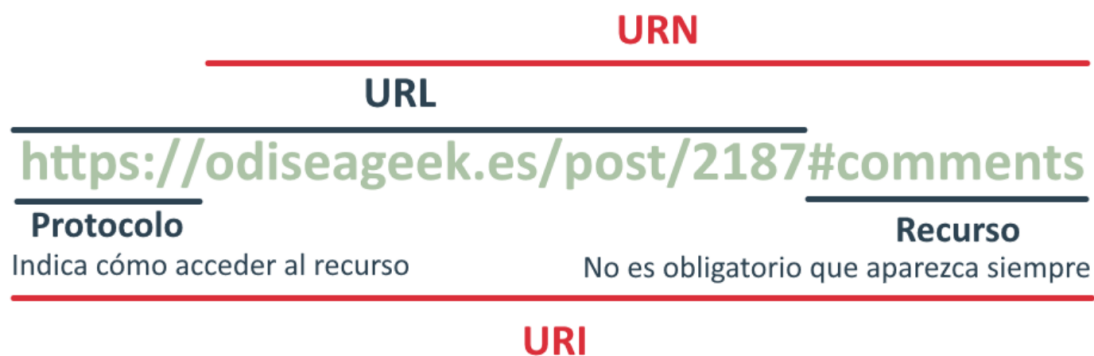 URN
URL
https://odiseageek.es/post/2187#comments
Protocolo
Indica cómo acceder al recurso
Recurso
No es obligatorio que aparezca siempre
URI